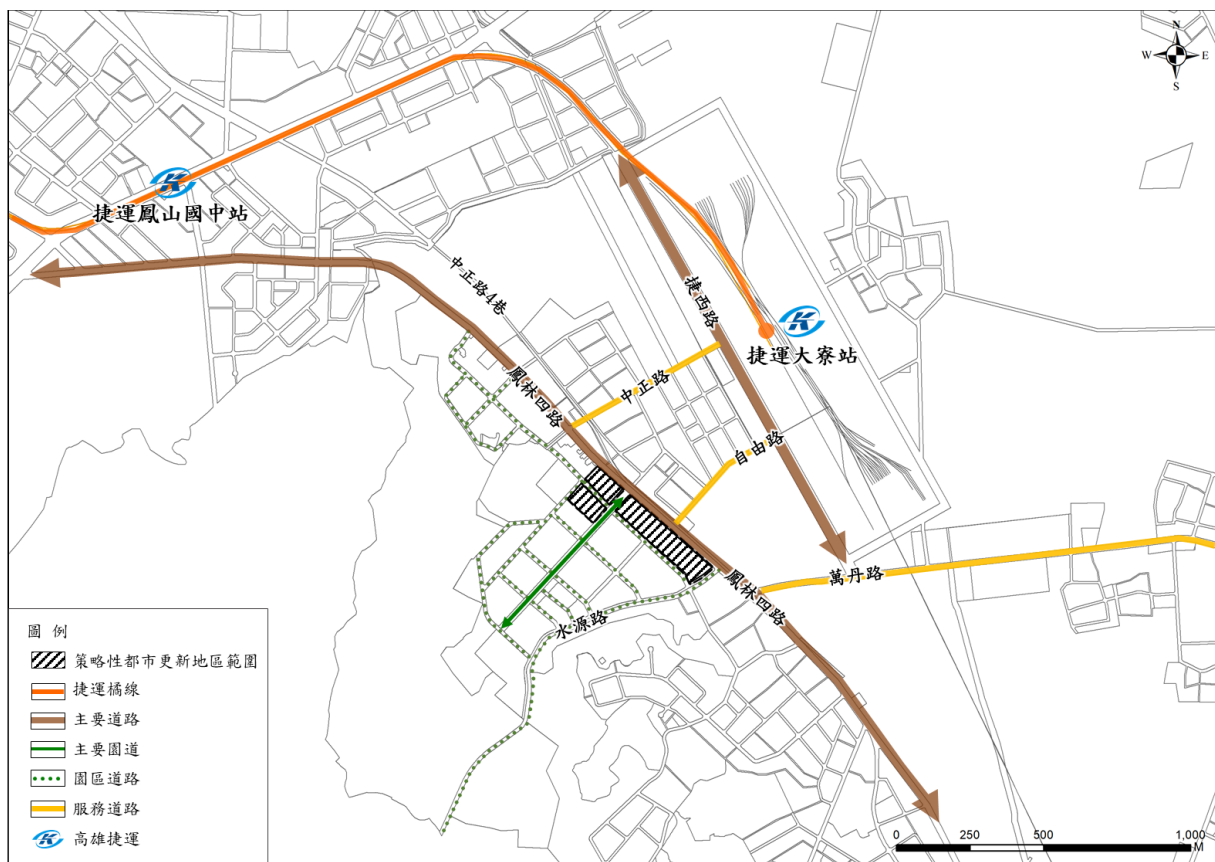 N
W E
S
捷運鳳山國中站
中正路4巷
捷西路
捷運大寮站
鳳林四路
中正路
自由路
萬丹路
鳳林四路
水源路
圖 例
策略性都市更新地區範圍
捷運橘線
主要道路
主要園道
園區道路
服務道路
高雄捷運
0 250 500 1,000
M